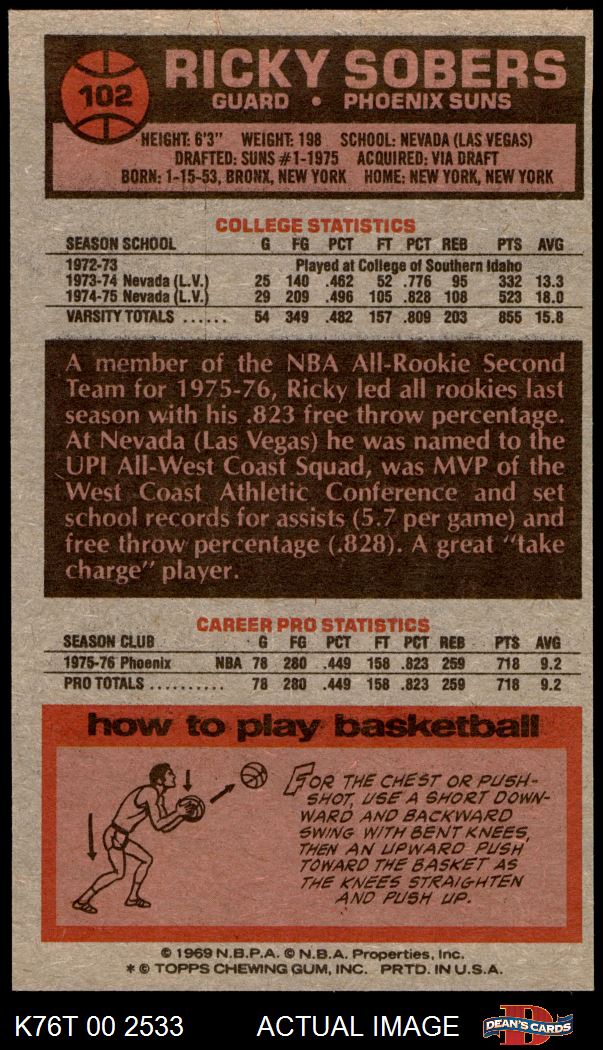 102
RICKY SOBERS
GUARD • PHOENIX SUNS
HEIGHT: 6'3" WEIGHT: 198 SCHOOL: NEVADA (LAS VEGAS)
DRAFTED: SUNS #1-1975 ACQUIRED: VIA DRAFT
BORN: 1-15-53, BRONX, NEW YORK HOME: NEW YORK, NEW YORK
COLLEGE STATISTICS
SEASON SCHOOL G FG PCT FT PCT REB PTS AVG
1972-73 Played at College of Southern Idaho
1973-74 Nevada (L.V.) 25 140 .462 52 .776 95 332 13.3
1974-75 Nevada (L.V.) 29 209 .496 105 .828 108 523 18.0
VARSITY TOTALS ...... 54 349 .482 157 .809 203 855 15.8
A member of the NBA All-Rookie Second
Team for 1975-76, Ricky led all rookies last
season with his .823 free throw percentage.
At Nevada (Las Vegas) he was named to the
UPI All-West Coast Squad, was MVP of the
West Coast Athletic Conference and set
school records for assists (5.7 per game) and
free throw percentage (.828). A great "take
charge" player.
CAREER PRO STATISTICS
SEASON CLUB G FG PCT FT PCT REB PTS AVG
1975-76 Phoenix NBA 78 280 .449 158 .823 259 718 9.2
PRO TOTALS .......... 78 280 .449 158 .823 259 718 9.2
how to play basketball
FOR THE CHEST OR PUSH-
SHOT, USE A SHORT DOWN-
WARD AND BACKWARD
SWING WITH BENT KNEES,
THEN AN UPWARD PUSH
TOWARD THE BASKET AS
THE KNEES STRAIGHTEN
AND PUSH UP.
© 1969 N.B.P.A. © N.B.A. Properties, Inc.
* © TOPPS CHEWING GUM, INC. PRTD. IN U.S.A.
K76T 00 2533 ACTUAL IMAGE
D
DEAN'S CARDS